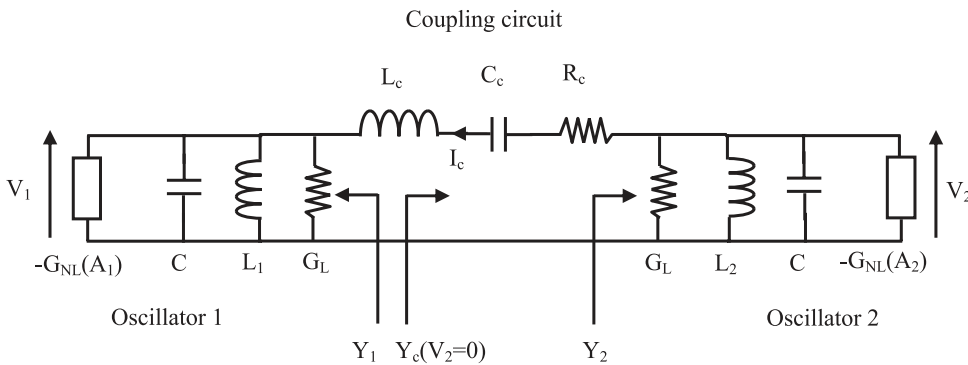 Coupling circuit
L_c
C_c
R_c
I_c
V_1
V_2
-G_NL(A_1)
C
L_1
G_L
G_L
L_2
C
-G_NL(A_2)
Oscillator 1
Oscillator 2
Y_1
Y_c(V_2=0)
Y_2